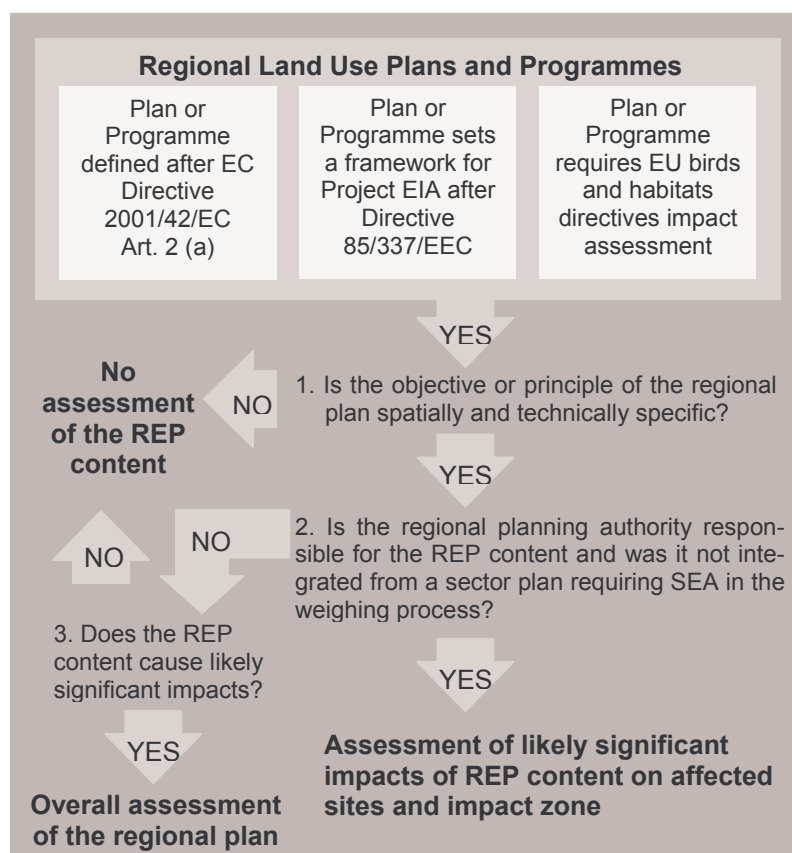 Regional Land Use Plans and Programmes
Plan or
Programme
defined after EC
Directive
2001/42/EC
Art. 2 (a)
Plan or
Programme sets
a framework for
Project EIA after
Directive
85/337/EEC
Plan or
Programme
requires EU birds
and habitats
directives impact
assessment
YES
1. Is the objective or principle of the regional
plan spatially and technically specific?
NO
No
assessment
of the REP
content
YES
2. Is the regional planning authority respon-
sible for the REP content and was it not inte-
grated from a sector plan requiring SEA in the
weighing process?
NO
NO
3. Does the REP
content cause likely
significant impacts?
YES
Assessment of likely significant
impacts of REP content on affected
sites and impact zone
YES
Overall assessment
of the regional plan